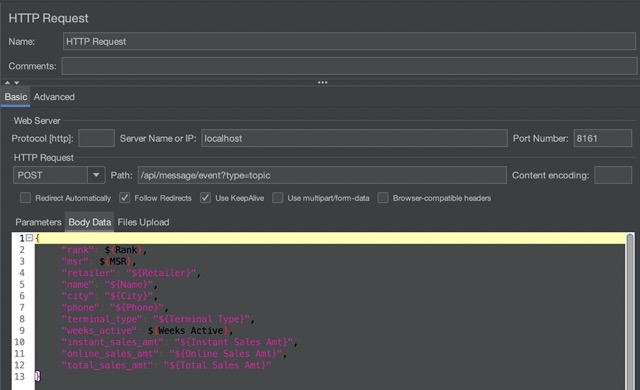 HTTP Request
Name: HTTP Request
Comments:
Basic Advanced
Web Server
Protocol [http]: Server Name or IP: localhost Port Number: 8161
HTTP Request
POST Path: /api/message/event?type=topic Content encoding:
Redirect Automatically Follow Redirects Use KeepAlive Use multipart/form-data Browser-compatible headers
Parameters Body Data Files Upload
1 {
2 "rank": ${Rank},
3 "msr": ${MSR},
4 "retailer": "${Retailer}",
5 "name": "${Name}",
6 "city": "${City}",
7 "phone": "${Phone}",
8 "terminal_type": "${Terminal Type}",
9 "weeks_active": ${Weeks Active},
10 "instant_sales_amt": "${Instant Sales Amt}",
11 "online_sales_amt": "${Online Sales Amt}",
12 "total_sales_amt": "${Total Sales Amt}"
13 }